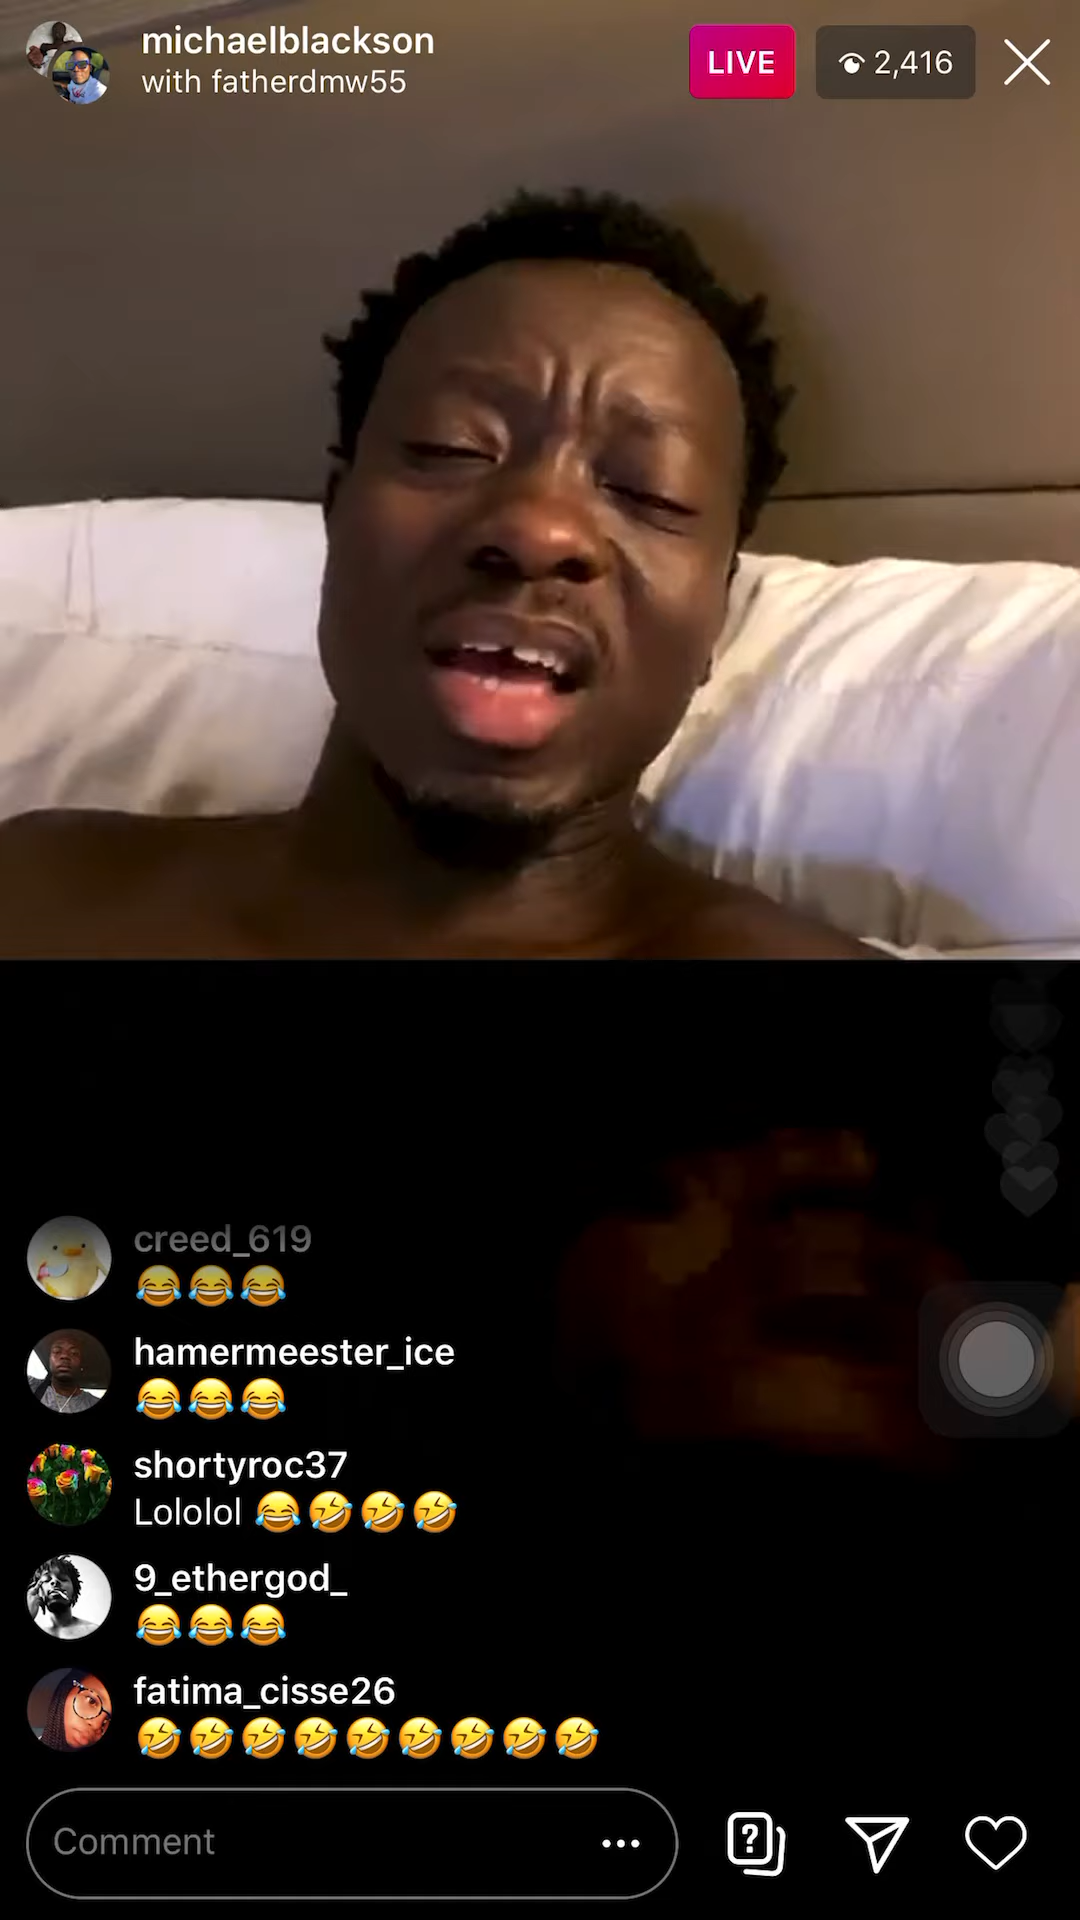 michaelblackson
with fatherdmw55
LIVE
2,416
creed_619
😂😂😂
hamermeester_ice
😂😂😂
shortyroc37
Lololol 😂🤣🤣🤣
9_ethergod_
😂😂😂
fatima_cisse26
🤣🤣🤣🤣🤣🤣🤣🤣🤣
Comment